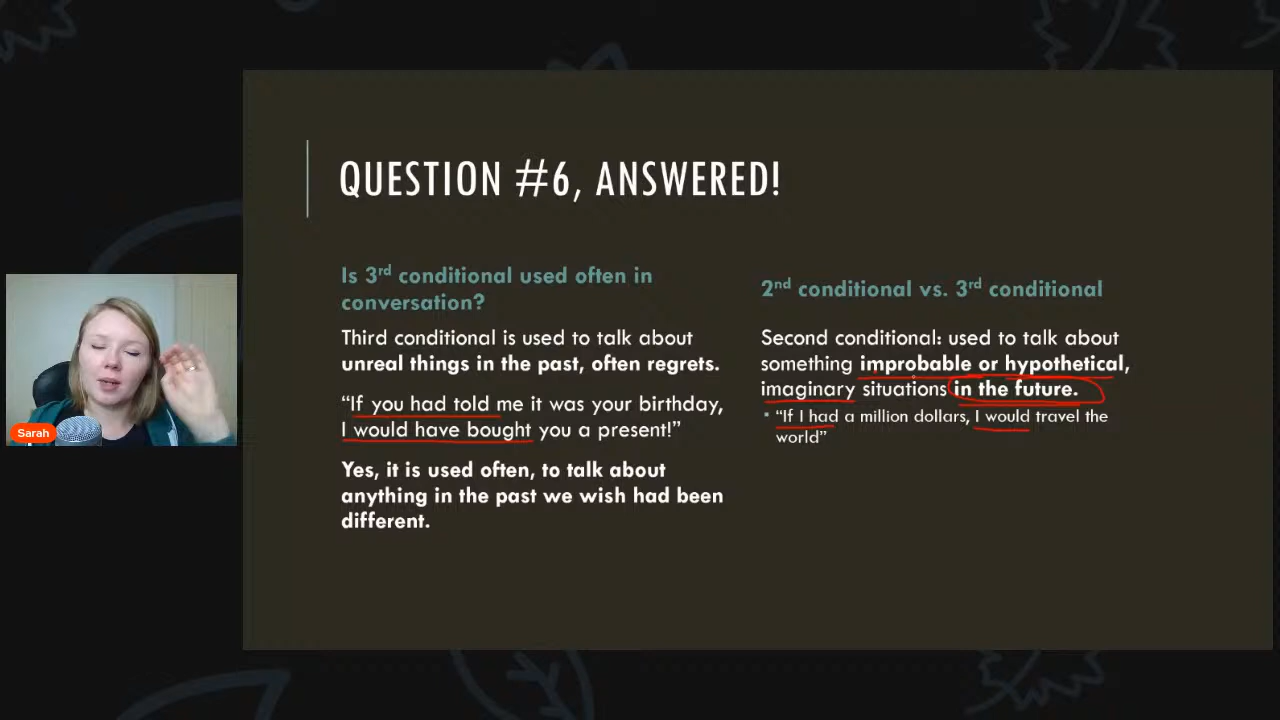 QUESTION #6, ANSWERED!
Is 3rd conditional used often in
conversation?
Third conditional is used to talk about
unreal things in the past, often regrets.
“If you had told me it was your birthday,
I would have bought you a present!”
Yes, it is used often, to talk about
anything in the past we wish had been
different.
2nd conditional vs. 3rd conditional
Second conditional: used to talk about
something improbable or hypothetical,
imaginary situations in the future.
▪ “If I had a million dollars, I would travel the
world”
Sarah